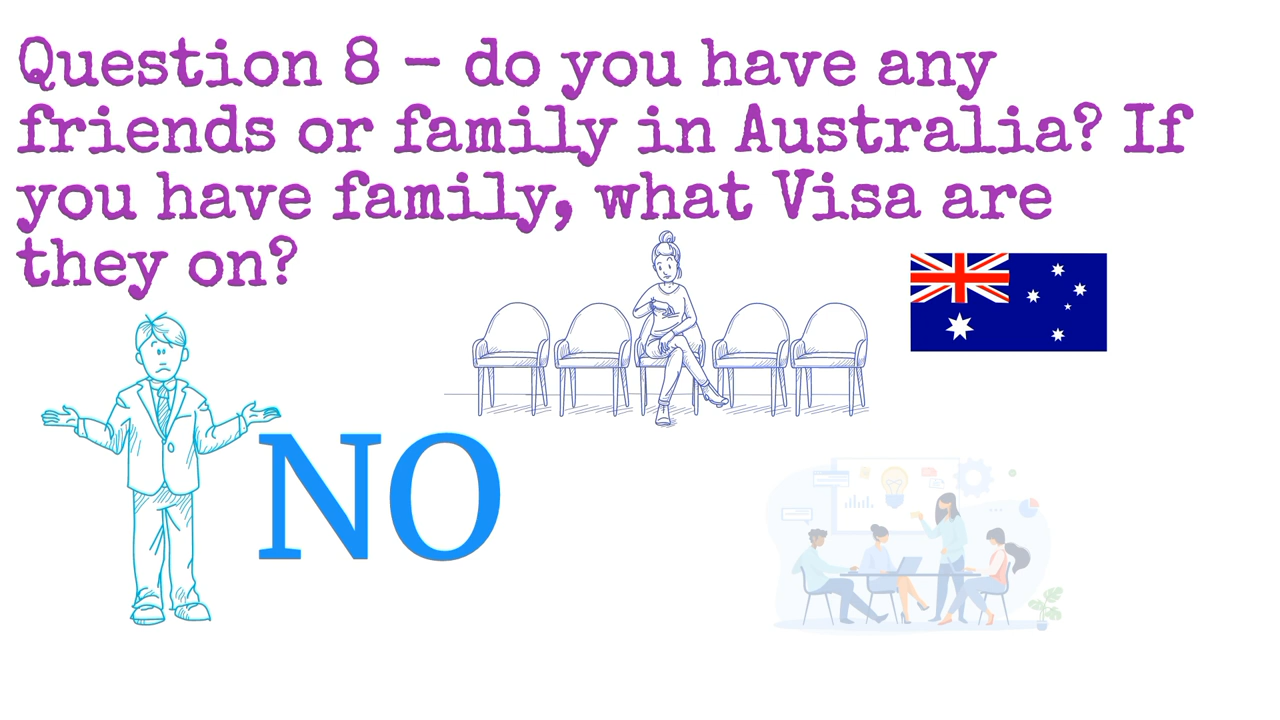 Question 8 - do you have any
friends or family in Australia? If
you have family, what Visa are
they on?
NO